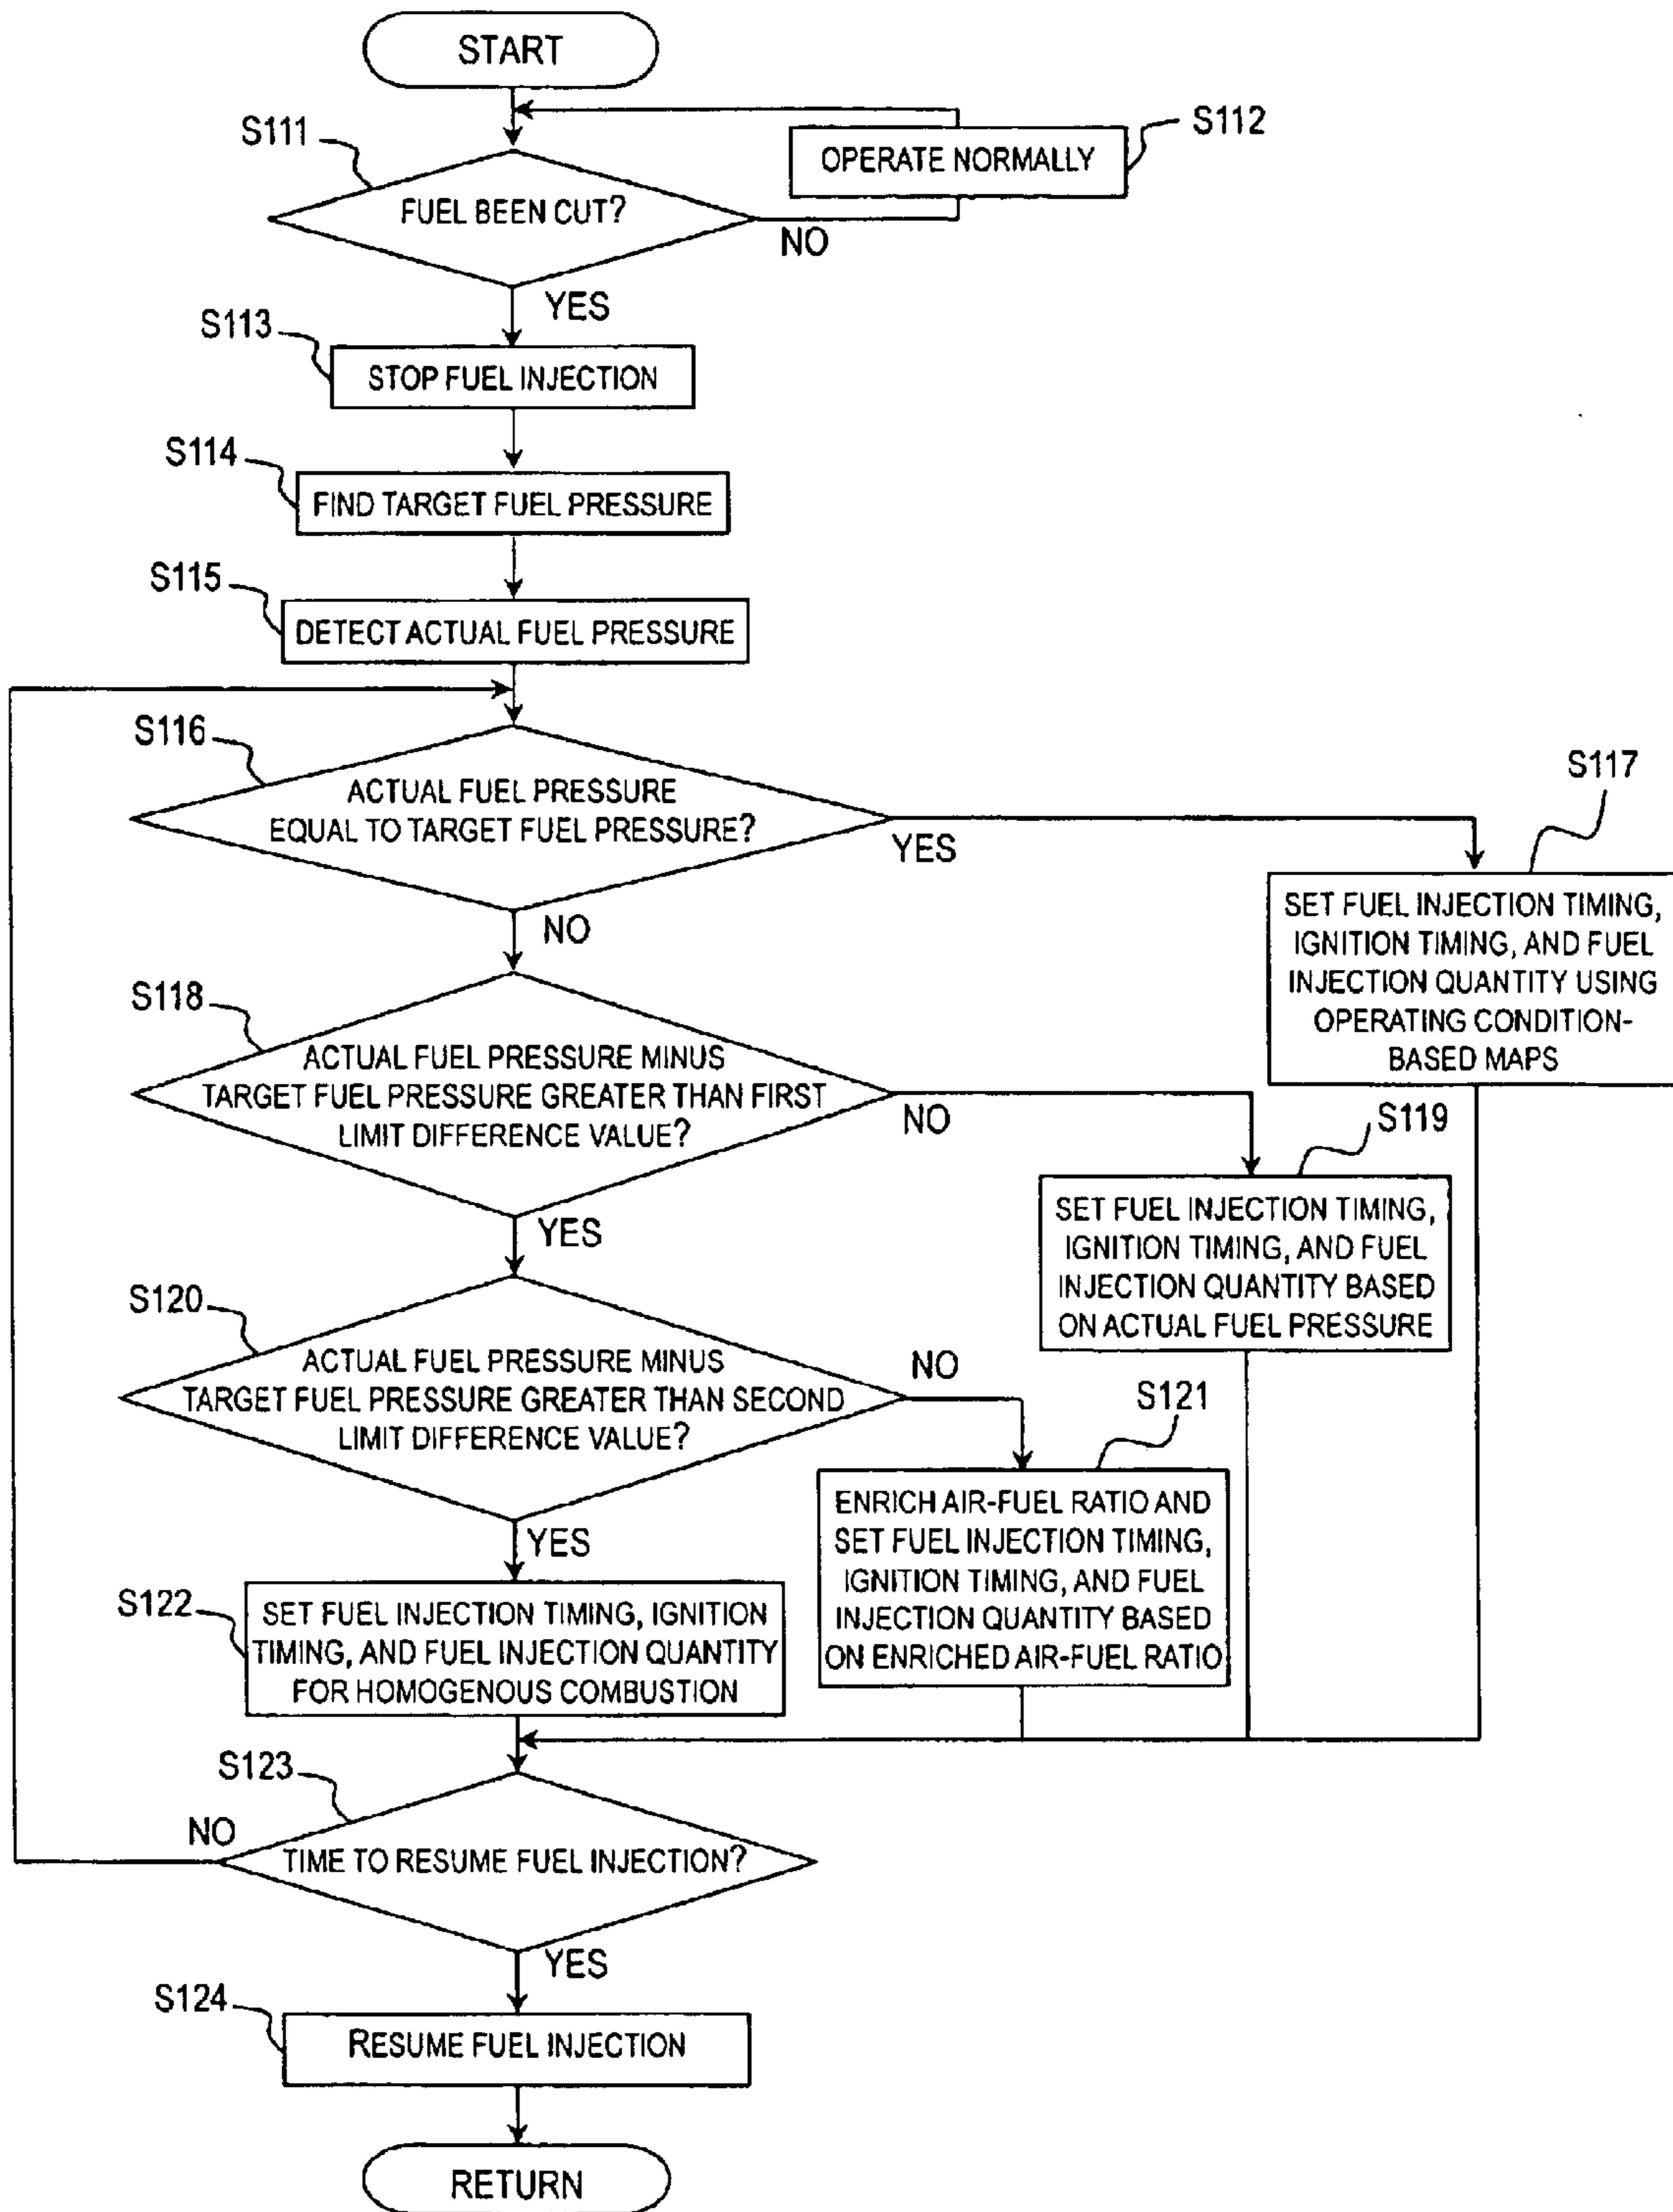 START
S111
S112
OPERATE NORMALLY
FUEL BEEN CUT?
NO
YES
S113
STOP FUEL INJECTION
S114
FIND TARGET FUEL PRESSURE
S115
DETECT ACTUAL FUEL PRESSURE
S116
ACTUAL FUEL PRESSURE
EQUAL TO TARGET FUEL PRESSURE?
YES
NO
S117
SET FUEL INJECTION TIMING,
IGNITION TIMING, AND FUEL
INJECTION QUANTITY USING
OPERATING CONDITION-
BASED MAPS
S118
ACTUAL FUEL PRESSURE MINUS
TARGET FUEL PRESSURE GREATER THAN FIRST
LIMIT DIFFERENCE VALUE?
NO
YES
S119
SET FUEL INJECTION TIMING,
IGNITION TIMING, AND FUEL
INJECTION QUANTITY BASED
ON ACTUAL FUEL PRESSURE
S120
ACTUAL FUEL PRESSURE MINUS
TARGET FUEL PRESSURE GREATER THAN SECOND
LIMIT DIFFERENCE VALUE?
NO
YES
S121
ENRICH AIR-FUEL RATIO AND
SET FUEL INJECTION TIMING,
IGNITION TIMING, AND FUEL
INJECTION QUANTITY BASED
ON ENRICHED AIR-FUEL RATIO
S122
SET FUEL INJECTION TIMING, IGNITION
TIMING, AND FUEL INJECTION QUANTITY
FOR HOMOGENOUS COMBUSTION
S123
NO
TIME TO RESUME FUEL INJECTION?
YES
S124
RESUME FUEL INJECTION
RETURN